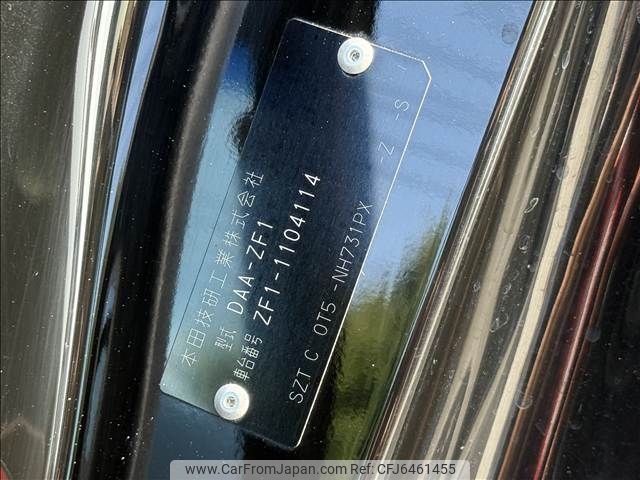 本田技研工業株式会社
型式 DAA-ZF1
車台番号 ZF1-1104114
SZT C 0T5 -NH731PX -Z -S
www.CarFromJapan.com | Ref:CFJ6461455